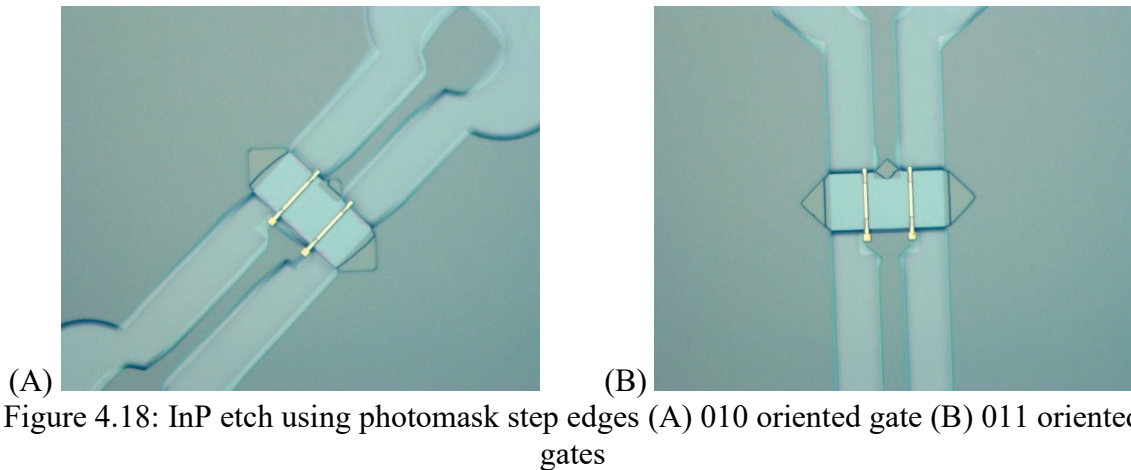 (A) (B)
Figure 4.18: InP etch using photomask step edges (A) 010 oriented gate (B) 011 oriented
gates